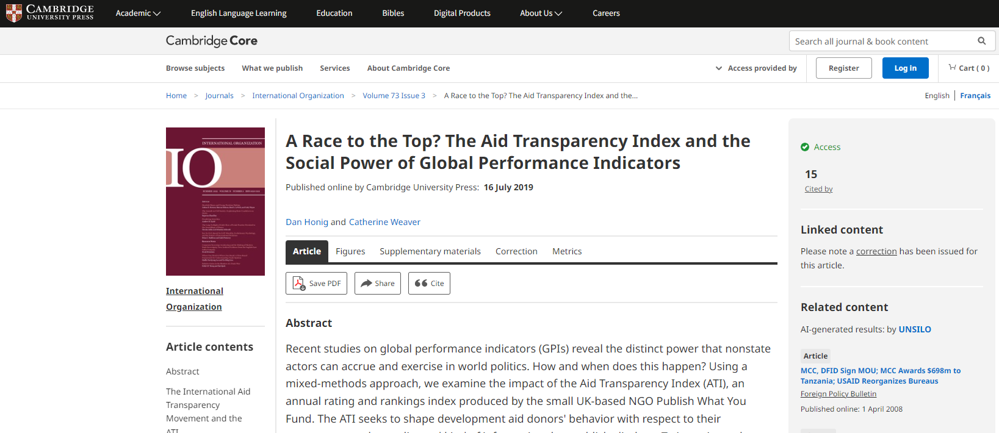 CAMBRIDGE
UNIVERSITY PRESS
Academic
English Language Learning
Education
Bibles
Digital Products
About Us
Careers
Cambridge Core
Search all journal & book content
Browse subjects
What we publish
Services
About Cambridge Core
Access provided by
Register
Log in
Cart ( 0 )
Home > Journals > International Organization > Volume 73 Issue 3 > A Race to the Top? The Aid Transparency Index and the...
English | Français
INTERNATIONAL ORGANIZATION
IO
International
Organization
Article contents
Abstract
The International Aid
Transparency
Movement and the
ATI
A Race to the Top? The Aid Transparency Index and the
Social Power of Global Performance Indicators
Published online by Cambridge University Press: 16 July 2019
Dan Honig and Catherine Weaver
Article
Figures
Supplementary materials
Correction
Metrics
Save PDF
Share
Cite
Abstract
Recent studies on global performance indicators (GPIs) reveal the distinct power that nonstate
actors can accrue and exercise in world politics. How and when does this happen? Using a
mixed-methods approach, we examine the impact of the Aid Transparency Index (ATI), an
annual rating and rankings index produced by the small UK-based NGO Publish What You
Fund. The ATI seeks to shape development aid donors' behavior with respect to their
Access
15
Cited by
Linked content
Please note a correction has been issued for
this article.
Related content
AI-generated results: by UNSILO
Article
MCC, DFID Sign MOU; MCC Awards $698m to
Tanzania; USAID Reorganizes Bureaus
Foreign Policy Bulletin
Published online: 1 April 2008